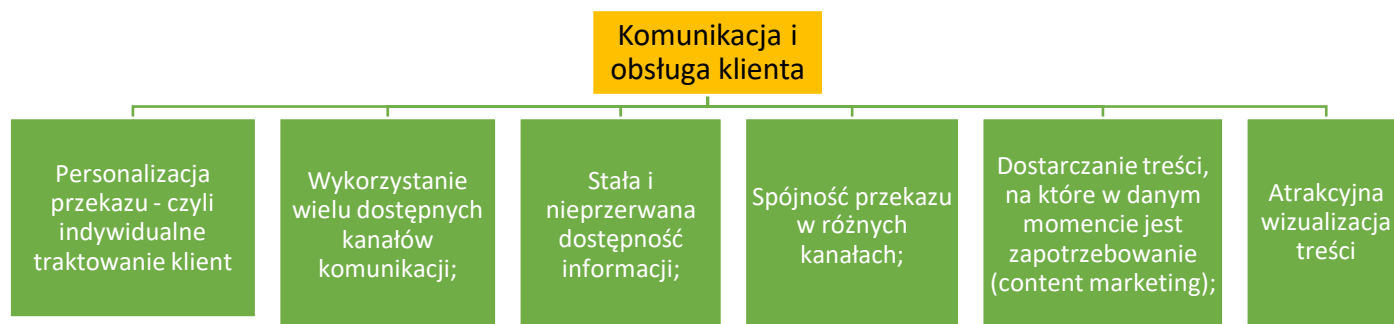 Komunikacja i
obsługa klienta
Personalizacja
przekazu - czyli
indywidualne
traktowanie klient
Wykorzystanie
wielu dostępnych
kanałów
komunikacji;
Stała i
nieprzerwana
dostępność
informacji;
Spójność przekazu
w różnych
kanałach;
Dostarczanie treści,
na które w danym
momencie jest
zapotrzebowanie
(content marketing);
Atrakcyjna
wizualizacja
treści